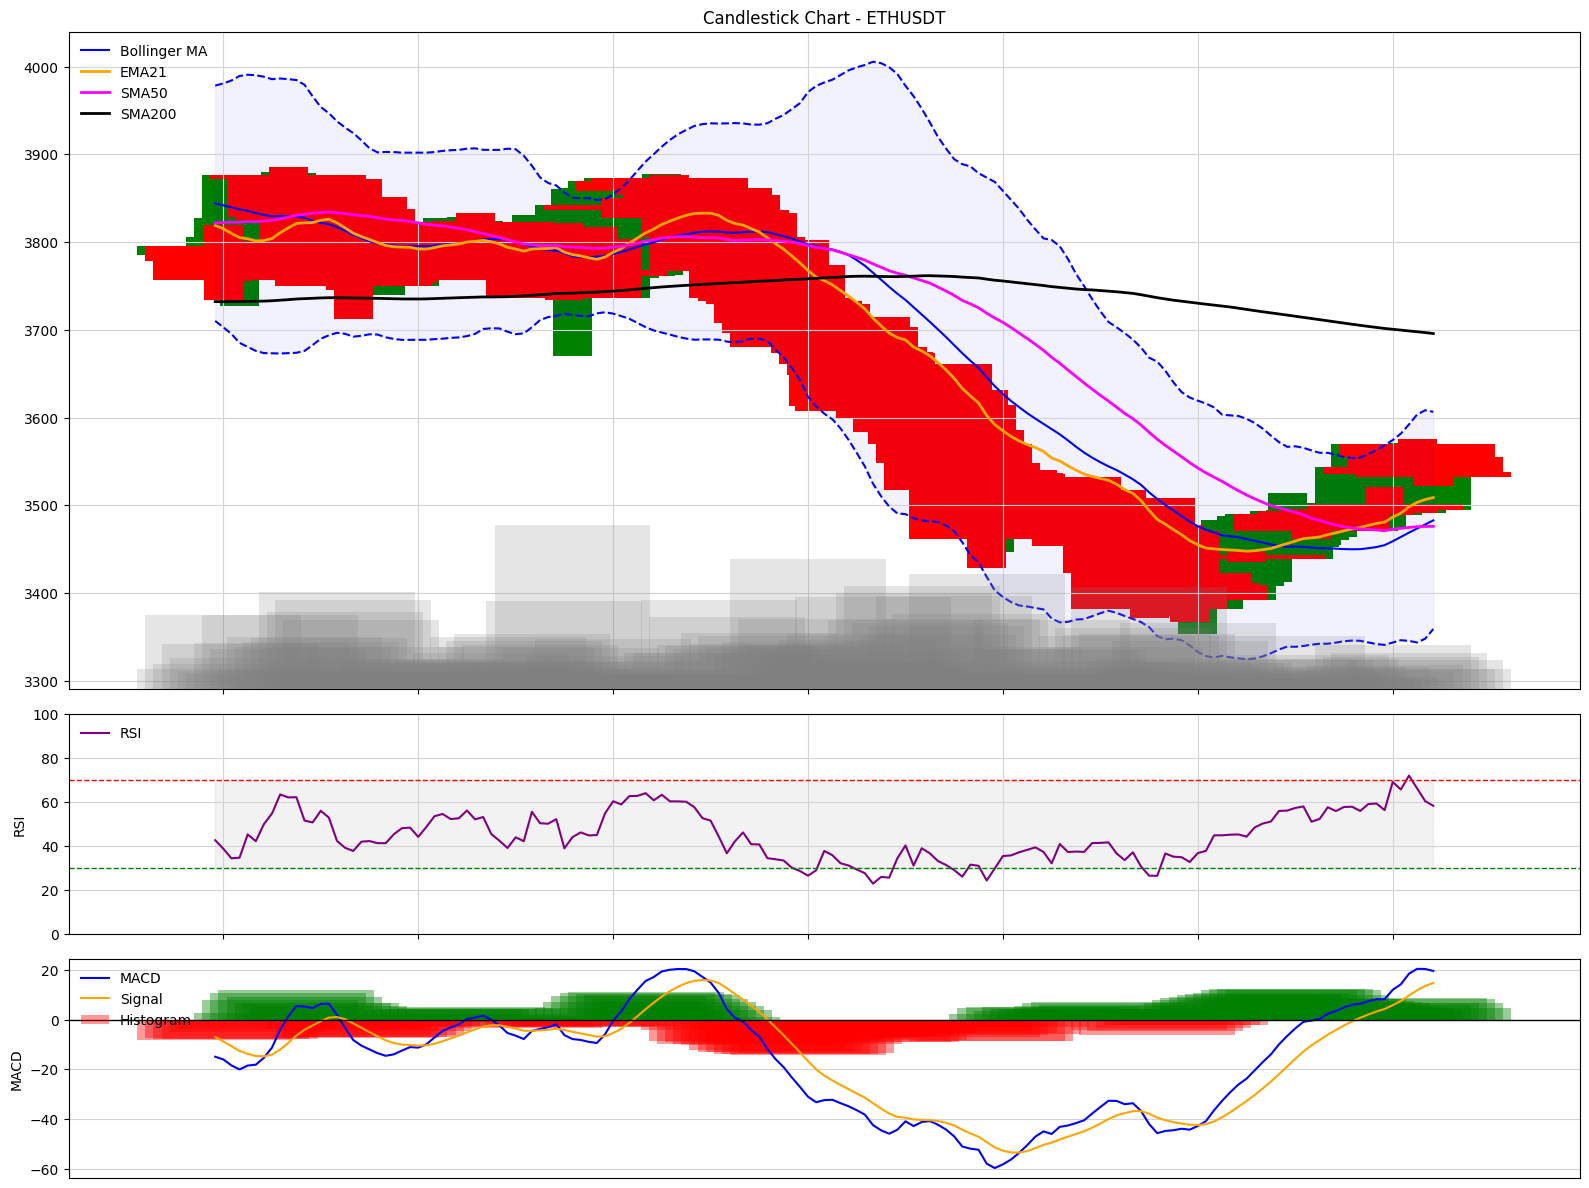 Candlestick Chart - ETHUSDT
Bollinger MA
EMA21
SMA50
SMA200
4000
3900
3800
3700
3600
3500
3400
3300
RSI
100
80
60
40
20
0
RSI
MACD
Signal
Histogram
20
0
−20
−40
−60
MACD